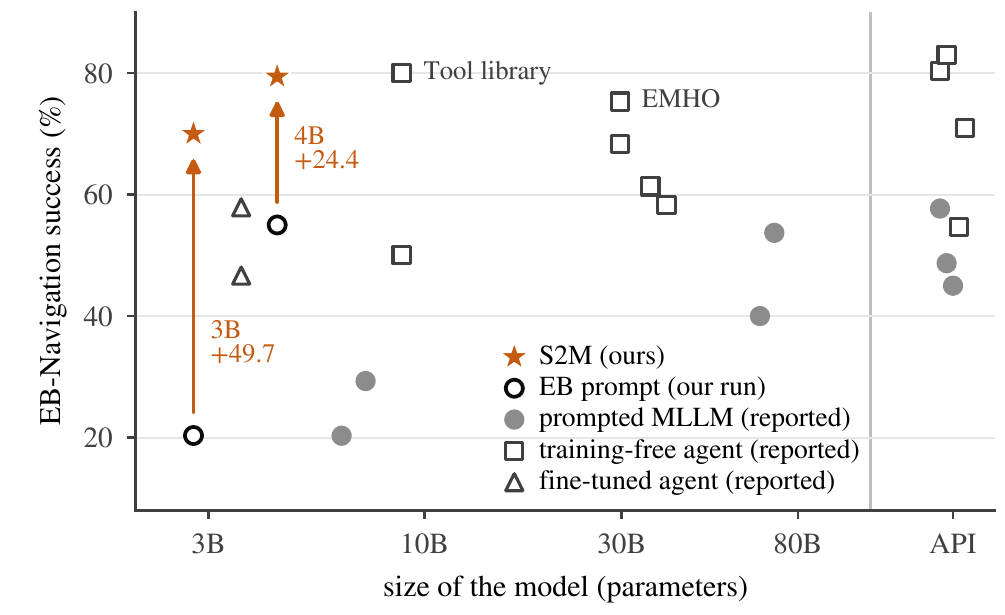 EB-Navigation success (%)
80
60
40
20
Tool library
EMHO
4B
+24.4
3B
+49.7
S2M (ours)
EB prompt (our run)
prompted MLLM (reported)
training-free agent (reported)
fine-tuned agent (reported)
3B
10B
30B
80B
API
size of the model (parameters)